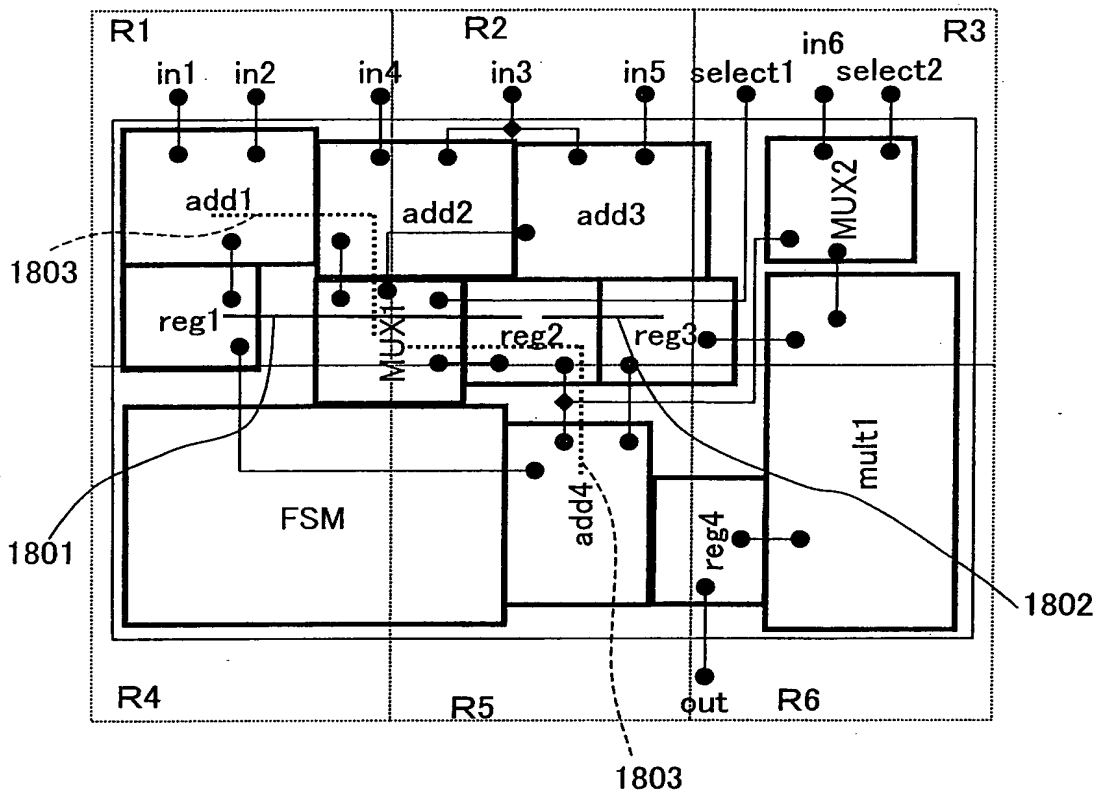 R1
R2
R3
in1
in2
in4
in3
in5
select1
in6
select2
add1
add2
add3
MUX2
1803
reg1
MUX1
reg2
reg3
mult1
FSM
add4
reg4
1801
1802
R4
R5
out
R6
1803